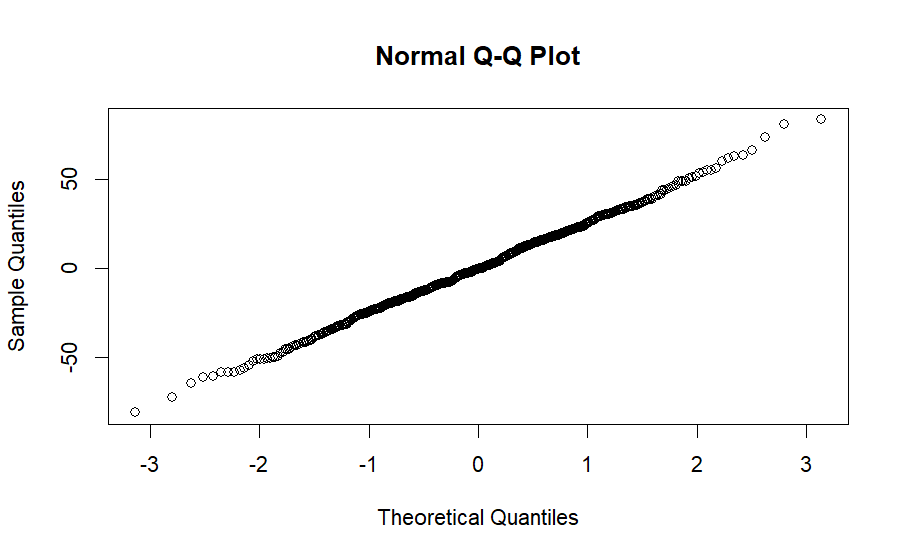 Normal Q-Q Plot
Sample Quantiles
50
0
-50
-3 -2 -1 0 1 2 3
Theoretical Quantiles